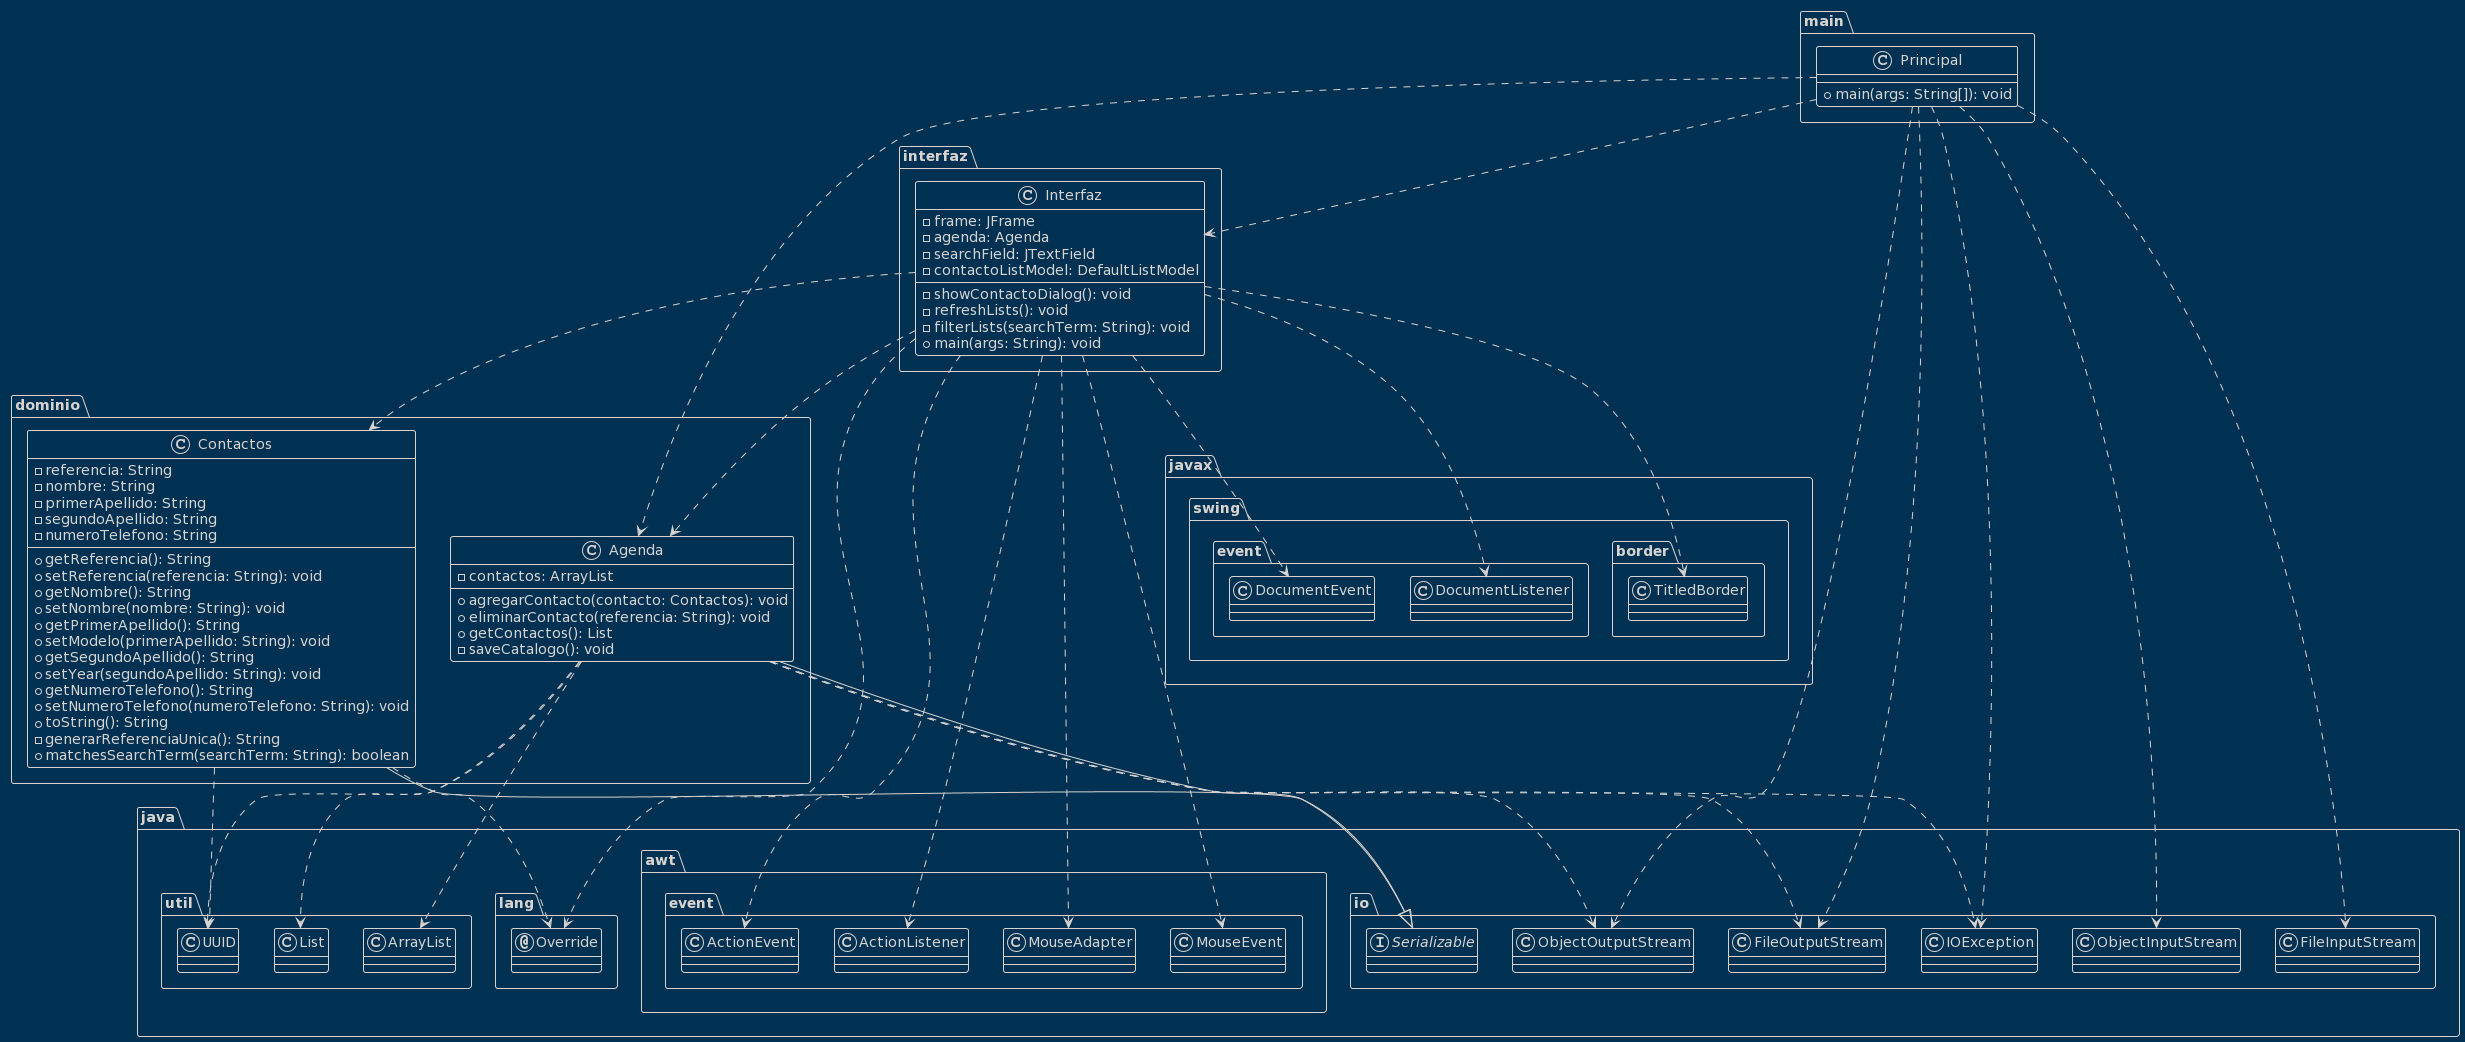 main
C Principal
main(args: String[]): void
interfaz
C Interfaz
frame: JFrame
agenda: Agenda
searchField: JTextField
contactoListModel: DefaultListModel
showContactoDialog(): void
refreshLists(): void
filterLists(searchTerm: String): void
main(args: String): void
dominio
C Contactos
referencia: String
nombre: String
primerApellido: String
segundoApellido: String
numeroTelefono: String
getReferencia(): String
setReferencia(referencia: String): void
getNombre(): String
setNombre(nombre: String): void
getPrimerApellido(): String
setModelo(primerApellido: String): void
getSegundoApellido(): String
setYear(segundoApellido: String): void
getNumeroTelefono(): String
setNumeroTelefono(numeroTelefono: String): void
toString(): String
generarReferenciaUnica(): String
matchesSearchTerm(searchTerm: String): boolean
C Agenda
contactos: ArrayList
agregarContacto(contacto: Contactos): void
eliminarContacto(referencia: String): void
getContactos(): List
saveCatalogo(): void
javax
swing
event
C DocumentEvent
C DocumentListener
border
C TitledBorder
java
util
C UUID
C List
C ArrayList
lang
@ Override
awt
event
C ActionEvent
C ActionListener
C MouseAdapter
C MouseEvent
io
I Serializable
C ObjectOutputStream
C FileOutputStream
C IOException
C ObjectInputStream
C FileInputStream